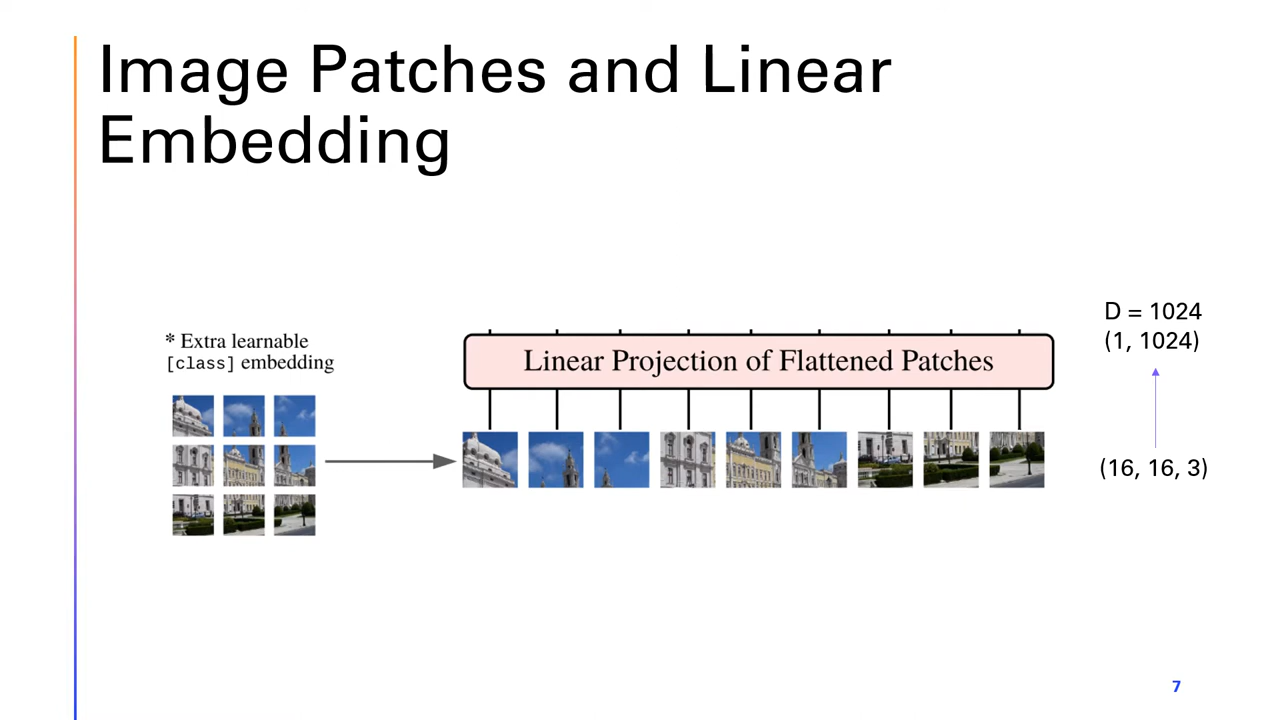 Image Patches and Linear
Embedding
* Extra learnable
[class] embedding
Linear Projection of Flattened Patches
D = 1024
(1, 1024)
(16, 16, 3)
7